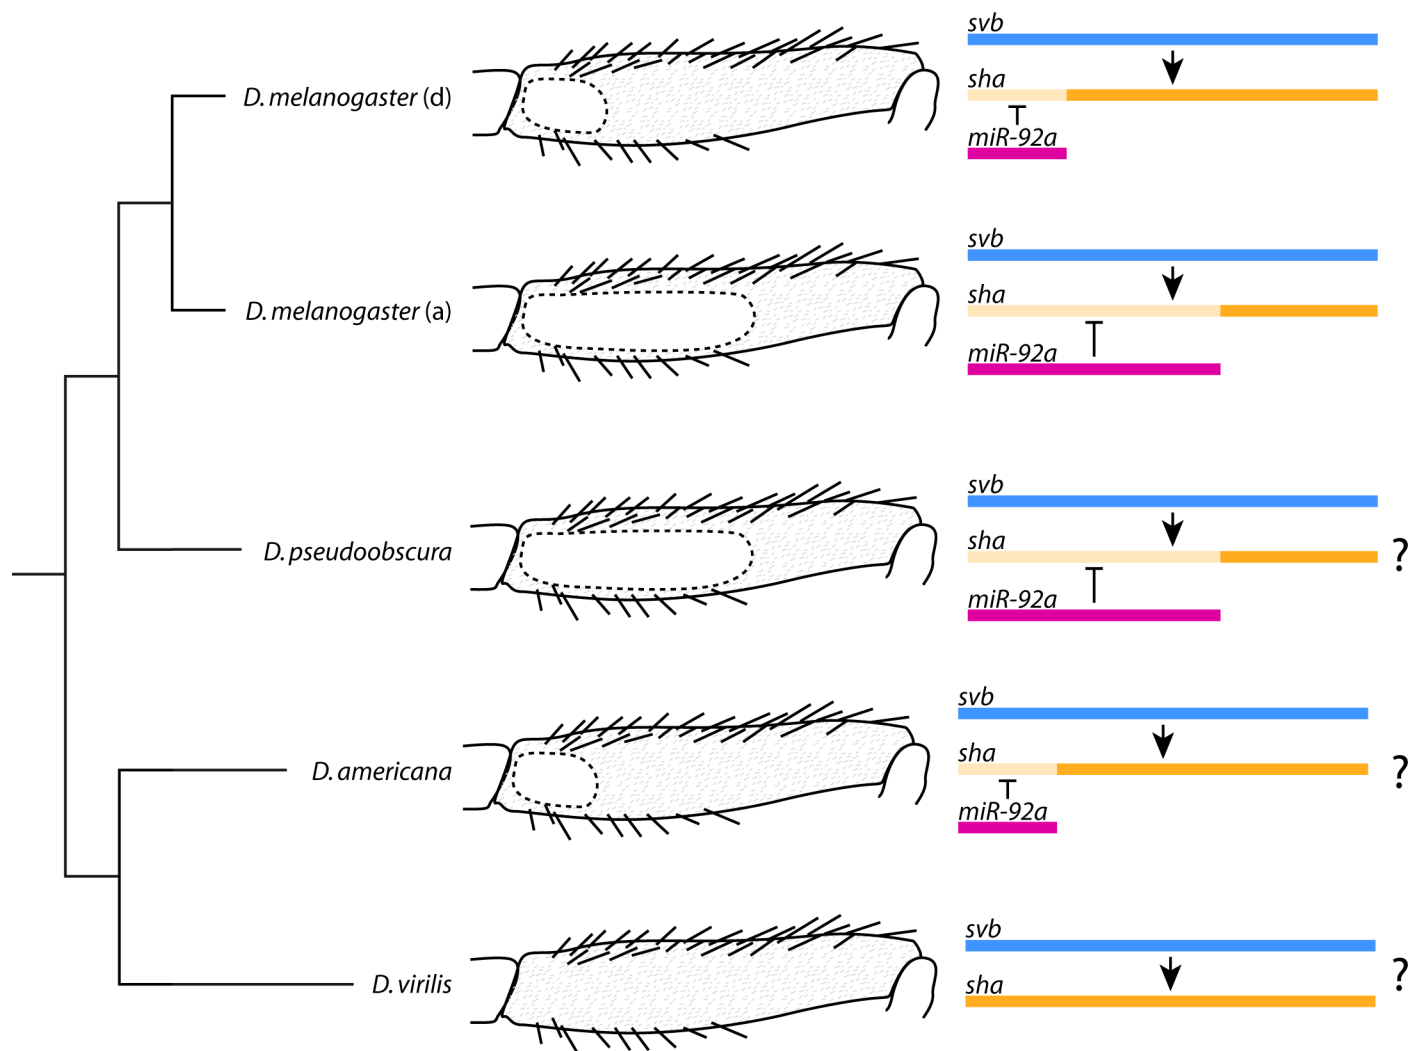 svb
sha
D. melanogaster (d)
miR-92a
svb
sha
D. melanogaster (a)
miR-92a
svb
sha
D. pseudoobscura
?
miR-92a
svb
sha
D. americana
?
miR-92a
svb
?
D. virilis
sha